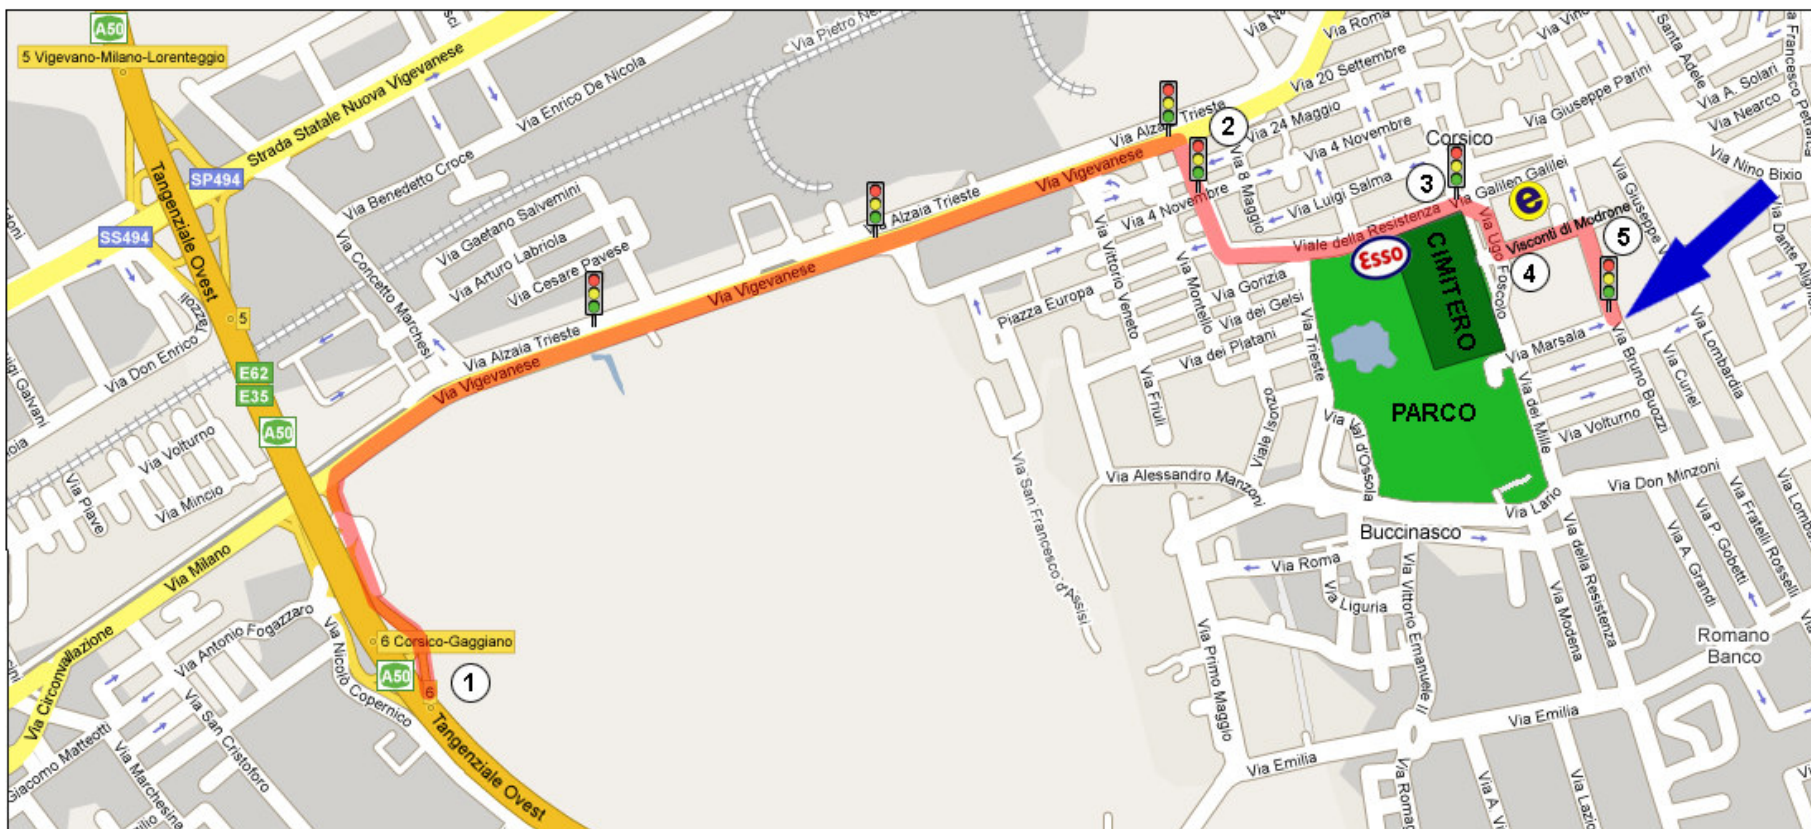 A50
5 Vigevano-Milano-Lorenteggio
Strada Statale Nuova Vigevanese
Via Enrico De Nicola
Via Benedetto Croce
SP494
SS494
Tangenziale Ovest
Via Gaetano Salvemini
Via Arturo Labriola
Via Cesare Pavese
Via Concetto Marchesi
Via Don Enrico
5
E62
E35
A50
Via Volturno
Via Mincio
Via Piave
Via Milano
Via Circonvallazione
Via Antonio Fogazzaro
Via Nicolò Copernico
Via San Cristoforo
Via Marchesina
Giacomo Matteotti
6 Corsico-Gaggiano
A50
6
1
Tangenziale Ovest
Via Alzaia Trieste
Via Vigevanese
Via Vigevanese
Alzaia Trieste
Via Vigevanese
Via Alzaia Trieste
2
Via Roma
Via 20 Settembre
Via 24 Maggio
Via 4 Novembre
Via 8 Maggio
Via 4 Novembre
Via Luigi Salma
Corsico
3
Via Giuseppe Parini
Santa Adele
Via A. Solari
Via Nearco
Via Nino Bixio
Via Galileo Galilei
e
Viale della Resistenza
Esso
CIMITERO
Via Ugo Foscolo
Visconti di Modrone
4
5
Via Giuseppe
Via Dante
Piazza Europa
Via Vittorio Veneto
Via Montello
Via Gorizia
Via dei Gelsi
Via dei Platani
Via Friuli
Viale Isonzo
Via Trieste
Via Val d'Ossola
PARCO
Via Marsala
Via dei Mille
Via Bruno Buozzi
Via Curiel
Via Lombardia
Via Volturno
Via Don Minzoni
Via Lario
Via Alessandro Manzoni
Via San Francesco d'Assisi
Buccinasco
Via Roma
Via Liguria
Via Vittorio Emanuele II
Via Primo Maggio
Via Modena
Via della Resistenza
Via A. Grandi
Via P. Gobetti
Via Fratelli Rosselli
Romano
Banco
Via Emilia
Via Emilia